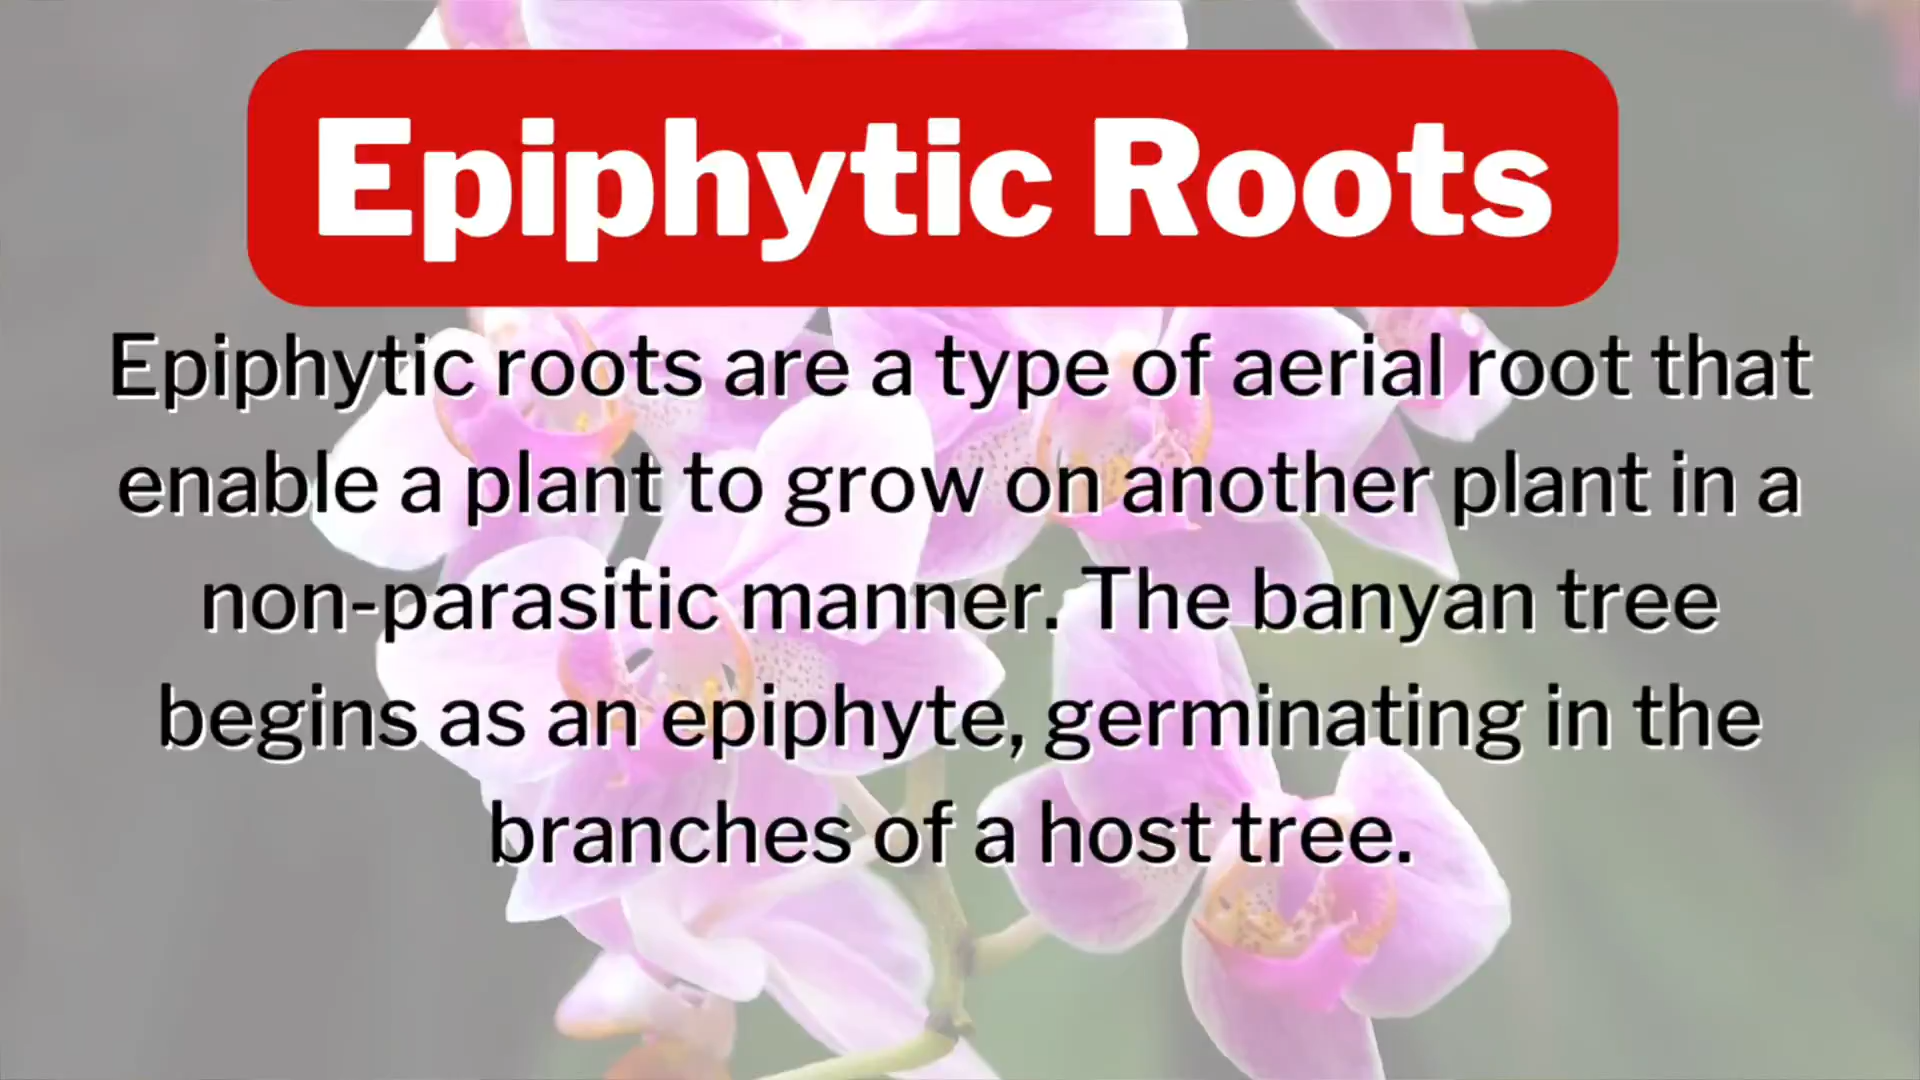 Epiphytic Roots
Epiphytic roots are a type of aerial root that
enable a plant to grow on another plant in a
non-parasitic manner. The banyan tree
begins as an epiphyte, germinating in the
branches of a host tree.